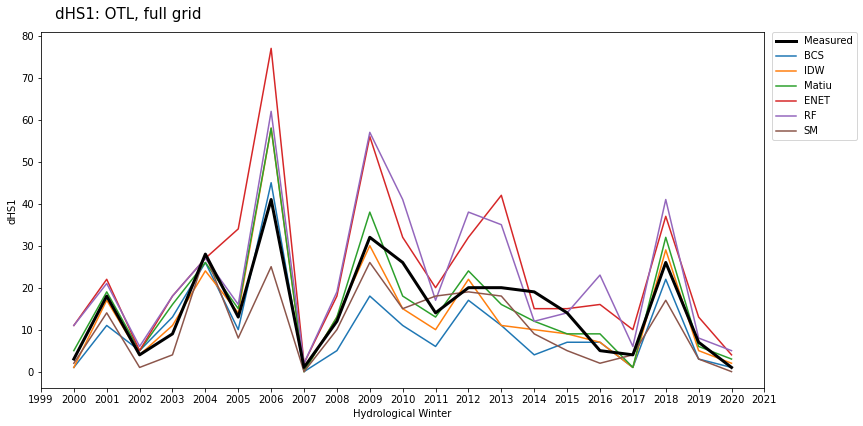 dHS1: OTL, full grid
80
70
60
50
40
30
20
10
0
dHS1
1999 2000 2001 2002 2003 2004 2005 2006 2007 2008 2009 2010 2011 2012 2013 2014 2015 2016 2017 2018 2019 2020 2021
Hydrological Winter
Measured
BCS
IDW
Matiu
ENET
RF
SM